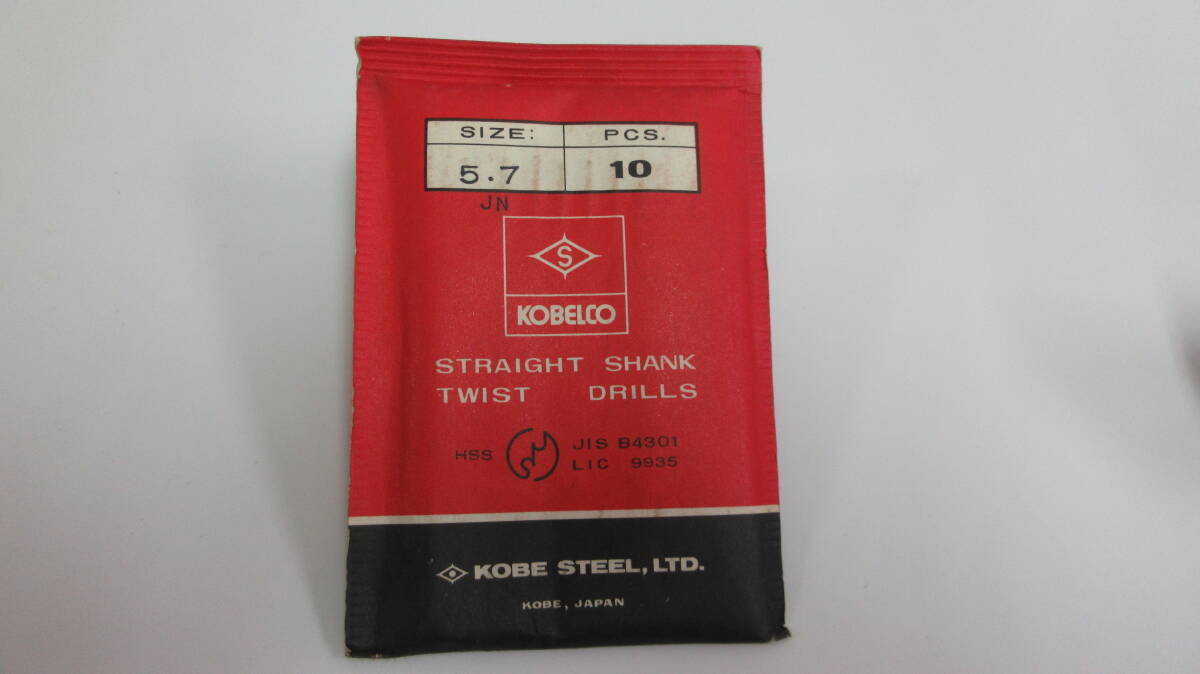 SIZE: PCS.
5.7 10
JN
S
KOBELCO
STRAIGHT SHANK
TWIST DRILLS
HSS JIS B4301
LIC 9935
KOBE STEEL, LTD.
KOBE, JAPAN